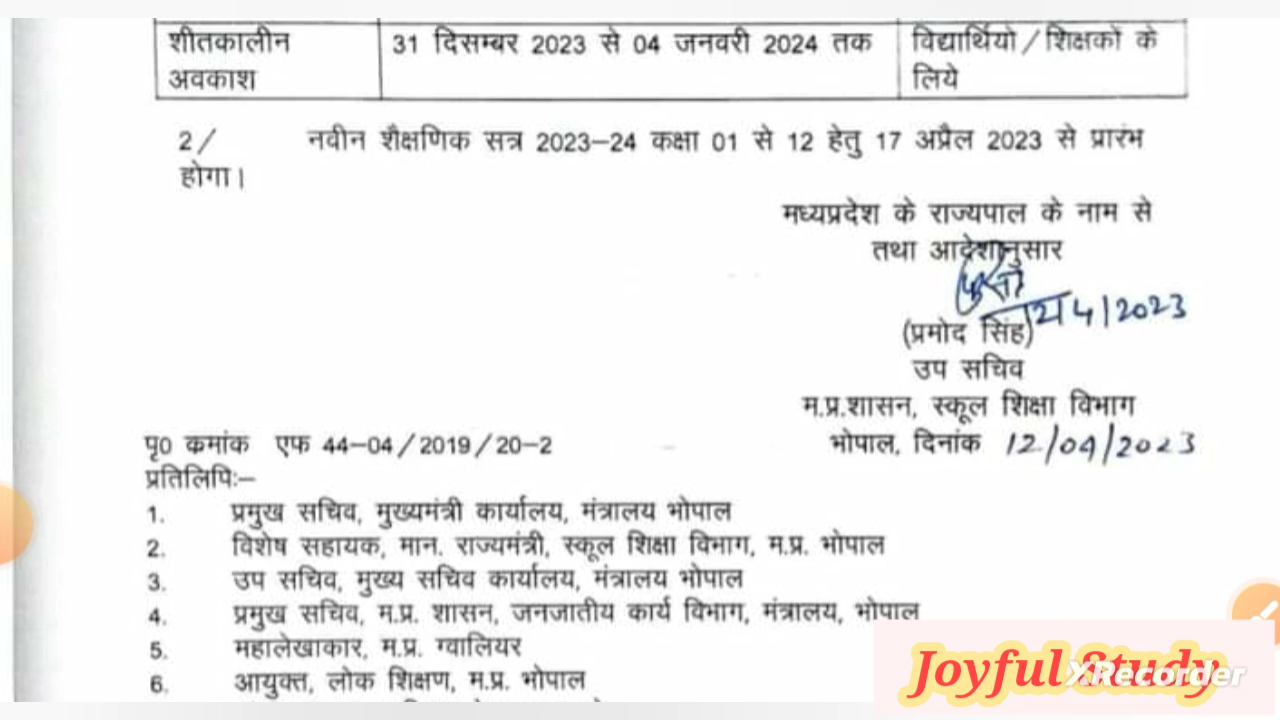 शीतकालीन अवकाश 31 दिसम्बर 2023 से 04 जनवरी 2024 तक विद्यार्थियो/शिक्षकों के लिये
2/ नवीन शैक्षणिक सत्र 2023–24 कक्षा 01 से 12 हेतु 17 अप्रैल 2023 से प्रारंभ
होगा।
मध्यप्रदेश के राज्यपाल के नाम से
तथा आदेशानुसार
4/2023
(प्रमोद सिंह)
उप सचिव
म.प्र.शासन, स्कूल शिक्षा विभाग
पृ0 कमांक एफ 44–04/2019/20–2 भोपाल, दिनांक 12/04/2023
प्रतिलिपिः–
1. प्रमुख सचिव, मुख्यमंत्री कार्यालय, मंत्रालय भोपाल
2. विशेष सहायक, मान. राज्यमंत्री, स्कूल शिक्षा विभाग, म.प्र. भोपाल
3. उप सचिव, मुख्य सचिव कार्यालय, मंत्रालय भोपाल
4. प्रमुख सचिव, म.प्र. शासन, जनजातीय कार्य विभाग, मंत्रालय, भोपाल
5. महालेखाकार, म.प्र. ग्वालियर
6. आयुक्त, लोक शिक्षण, म.प्र. भोपाल
Joyful Study
XRecorder